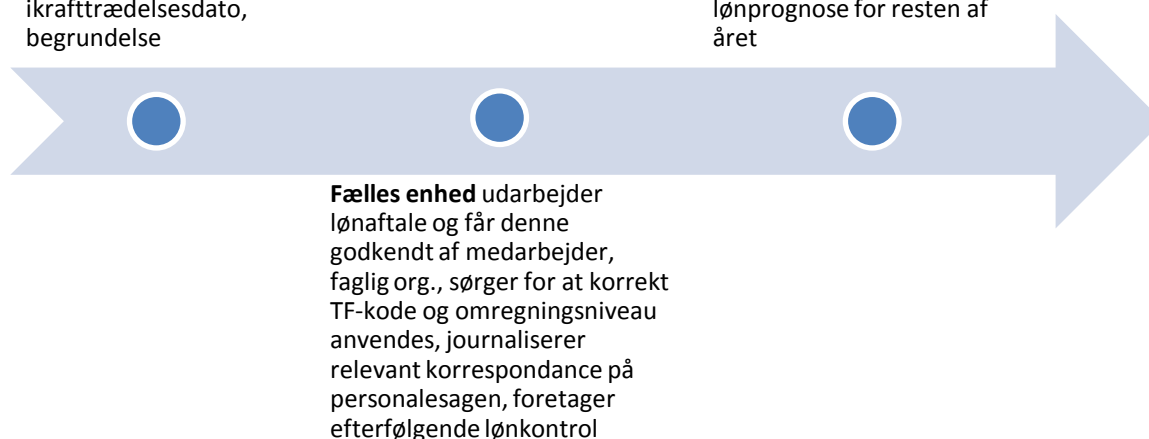 ikrafttrædelsesdato,
begrundelse
lønprognose for resten af
året
Fælles enhed udarbejder
lønaftale og får denne
godkendt af medarbejder,
faglig org., sørger for at korrekt
TF-kode og omregningsniveau
anvendes, journaliserer
relevant korrespondance på
personalesagen, foretager
efterfølgende lønkontrol